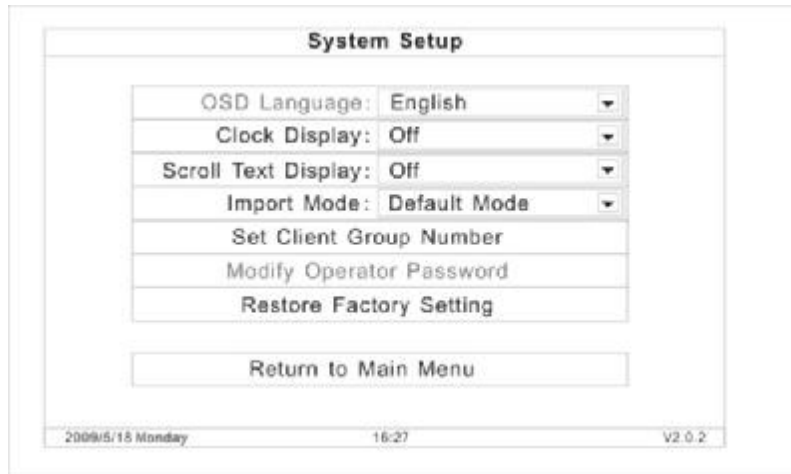 System Setup
OSD Language: English
Clock Display: Off
Scroll Text Display: Off
Import Mode: Default Mode
Set Client Group Number
Modify Operator Password
Restore Factory Setting
Return to Main Menu
2009/5/18 Monday 16:27 V2.0.2